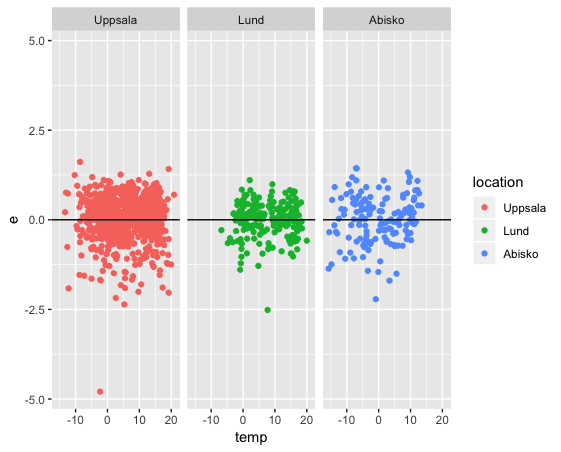 Uppsala Lund Abisko
5.0
2.5
0.0
-2.5
-5.0
e
-10 0 10 20 -10 0 10 20 -10 0 10 20
temp
location
Uppsala
Lund
Abisko